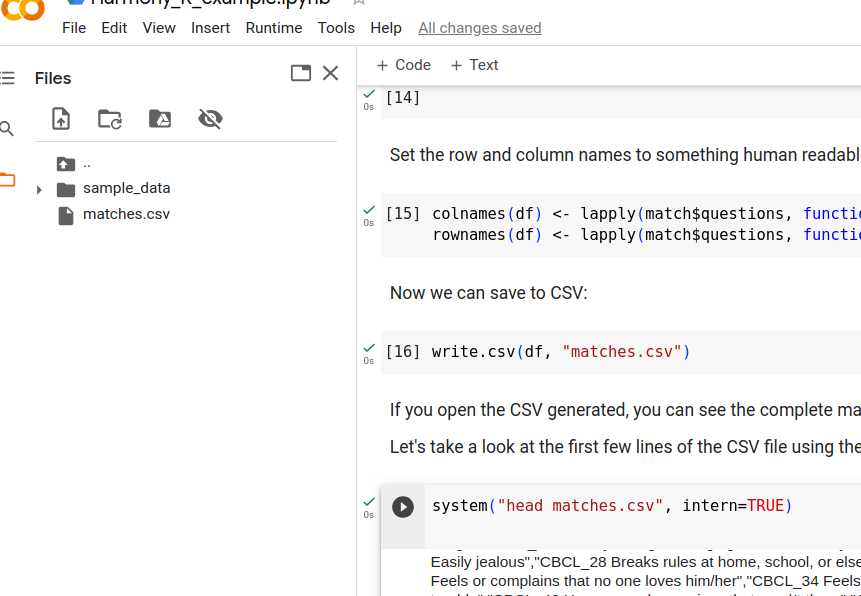 Harmony_R_example.ipynb
File Edit View Insert Runtime Tools Help All changes saved
Files
+ Code + Text
..
sample_data
matches.csv
0s [14]
Set the row and column names to something human readabl
0s [15] colnames(df) <- lapply(match$questions, functio
rownames(df) <- lapply(match$questions, functio
Now we can save to CSV:
0s [16] write.csv(df, "matches.csv")
If you open the CSV generated, you can see the complete ma
Let's take a look at the first few lines of the CSV file using the
0s system("head matches.csv", intern=TRUE)
Easily jealous","CBCL_28 Breaks rules at home, school, or else
Feels or complains that no one loves him/her","CBCL_34 Feels